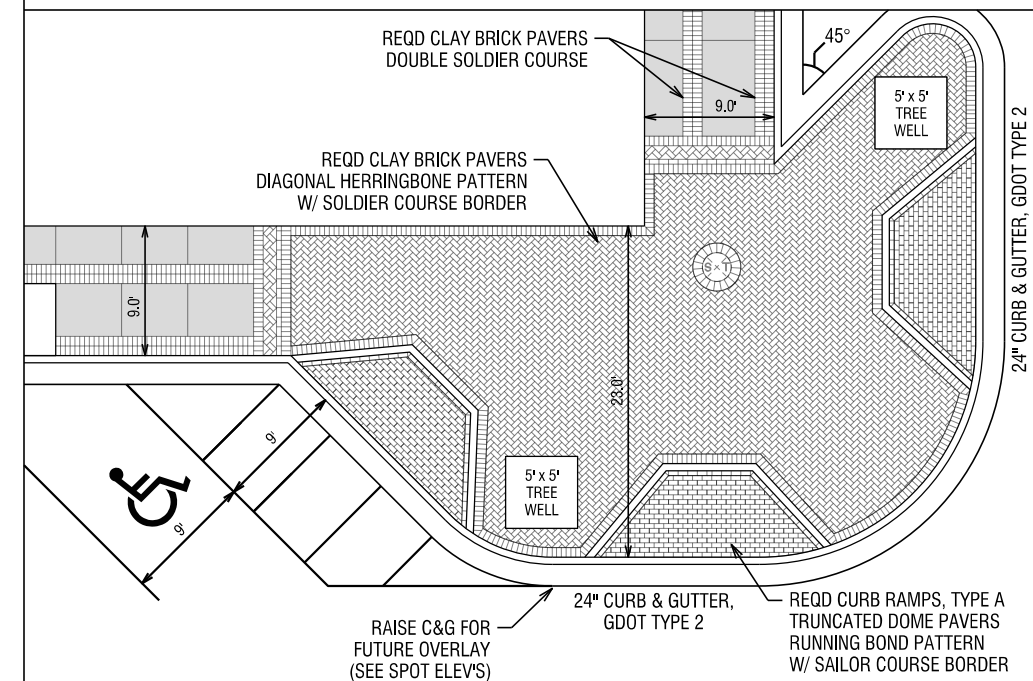 REQD CLAY BRICK PAVERS
DOUBLE SOLDIER COURSE
45°
9.0'
5' x 5'
TREE
WELL
REQD CLAY BRICK PAVERS
DIAGONAL HERRINGBONE PATTERN
W/ SOLDIER COURSE BORDER
24" CURB & GUTTER, GDOT TYPE 2
S x T
9.0'
23.0'
9'
9'
5' x 5'
TREE
WELL
24" CURB & GUTTER,
GDOT TYPE 2
RAISE C&G FOR
FUTURE OVERLAY
(SEE SPOT ELEV'S)
REQD CURB RAMPS, TYPE A
TRUNCATED DOME PAVERS
RUNNING BOND PATTERN
W/ SAILOR COURSE BORDER